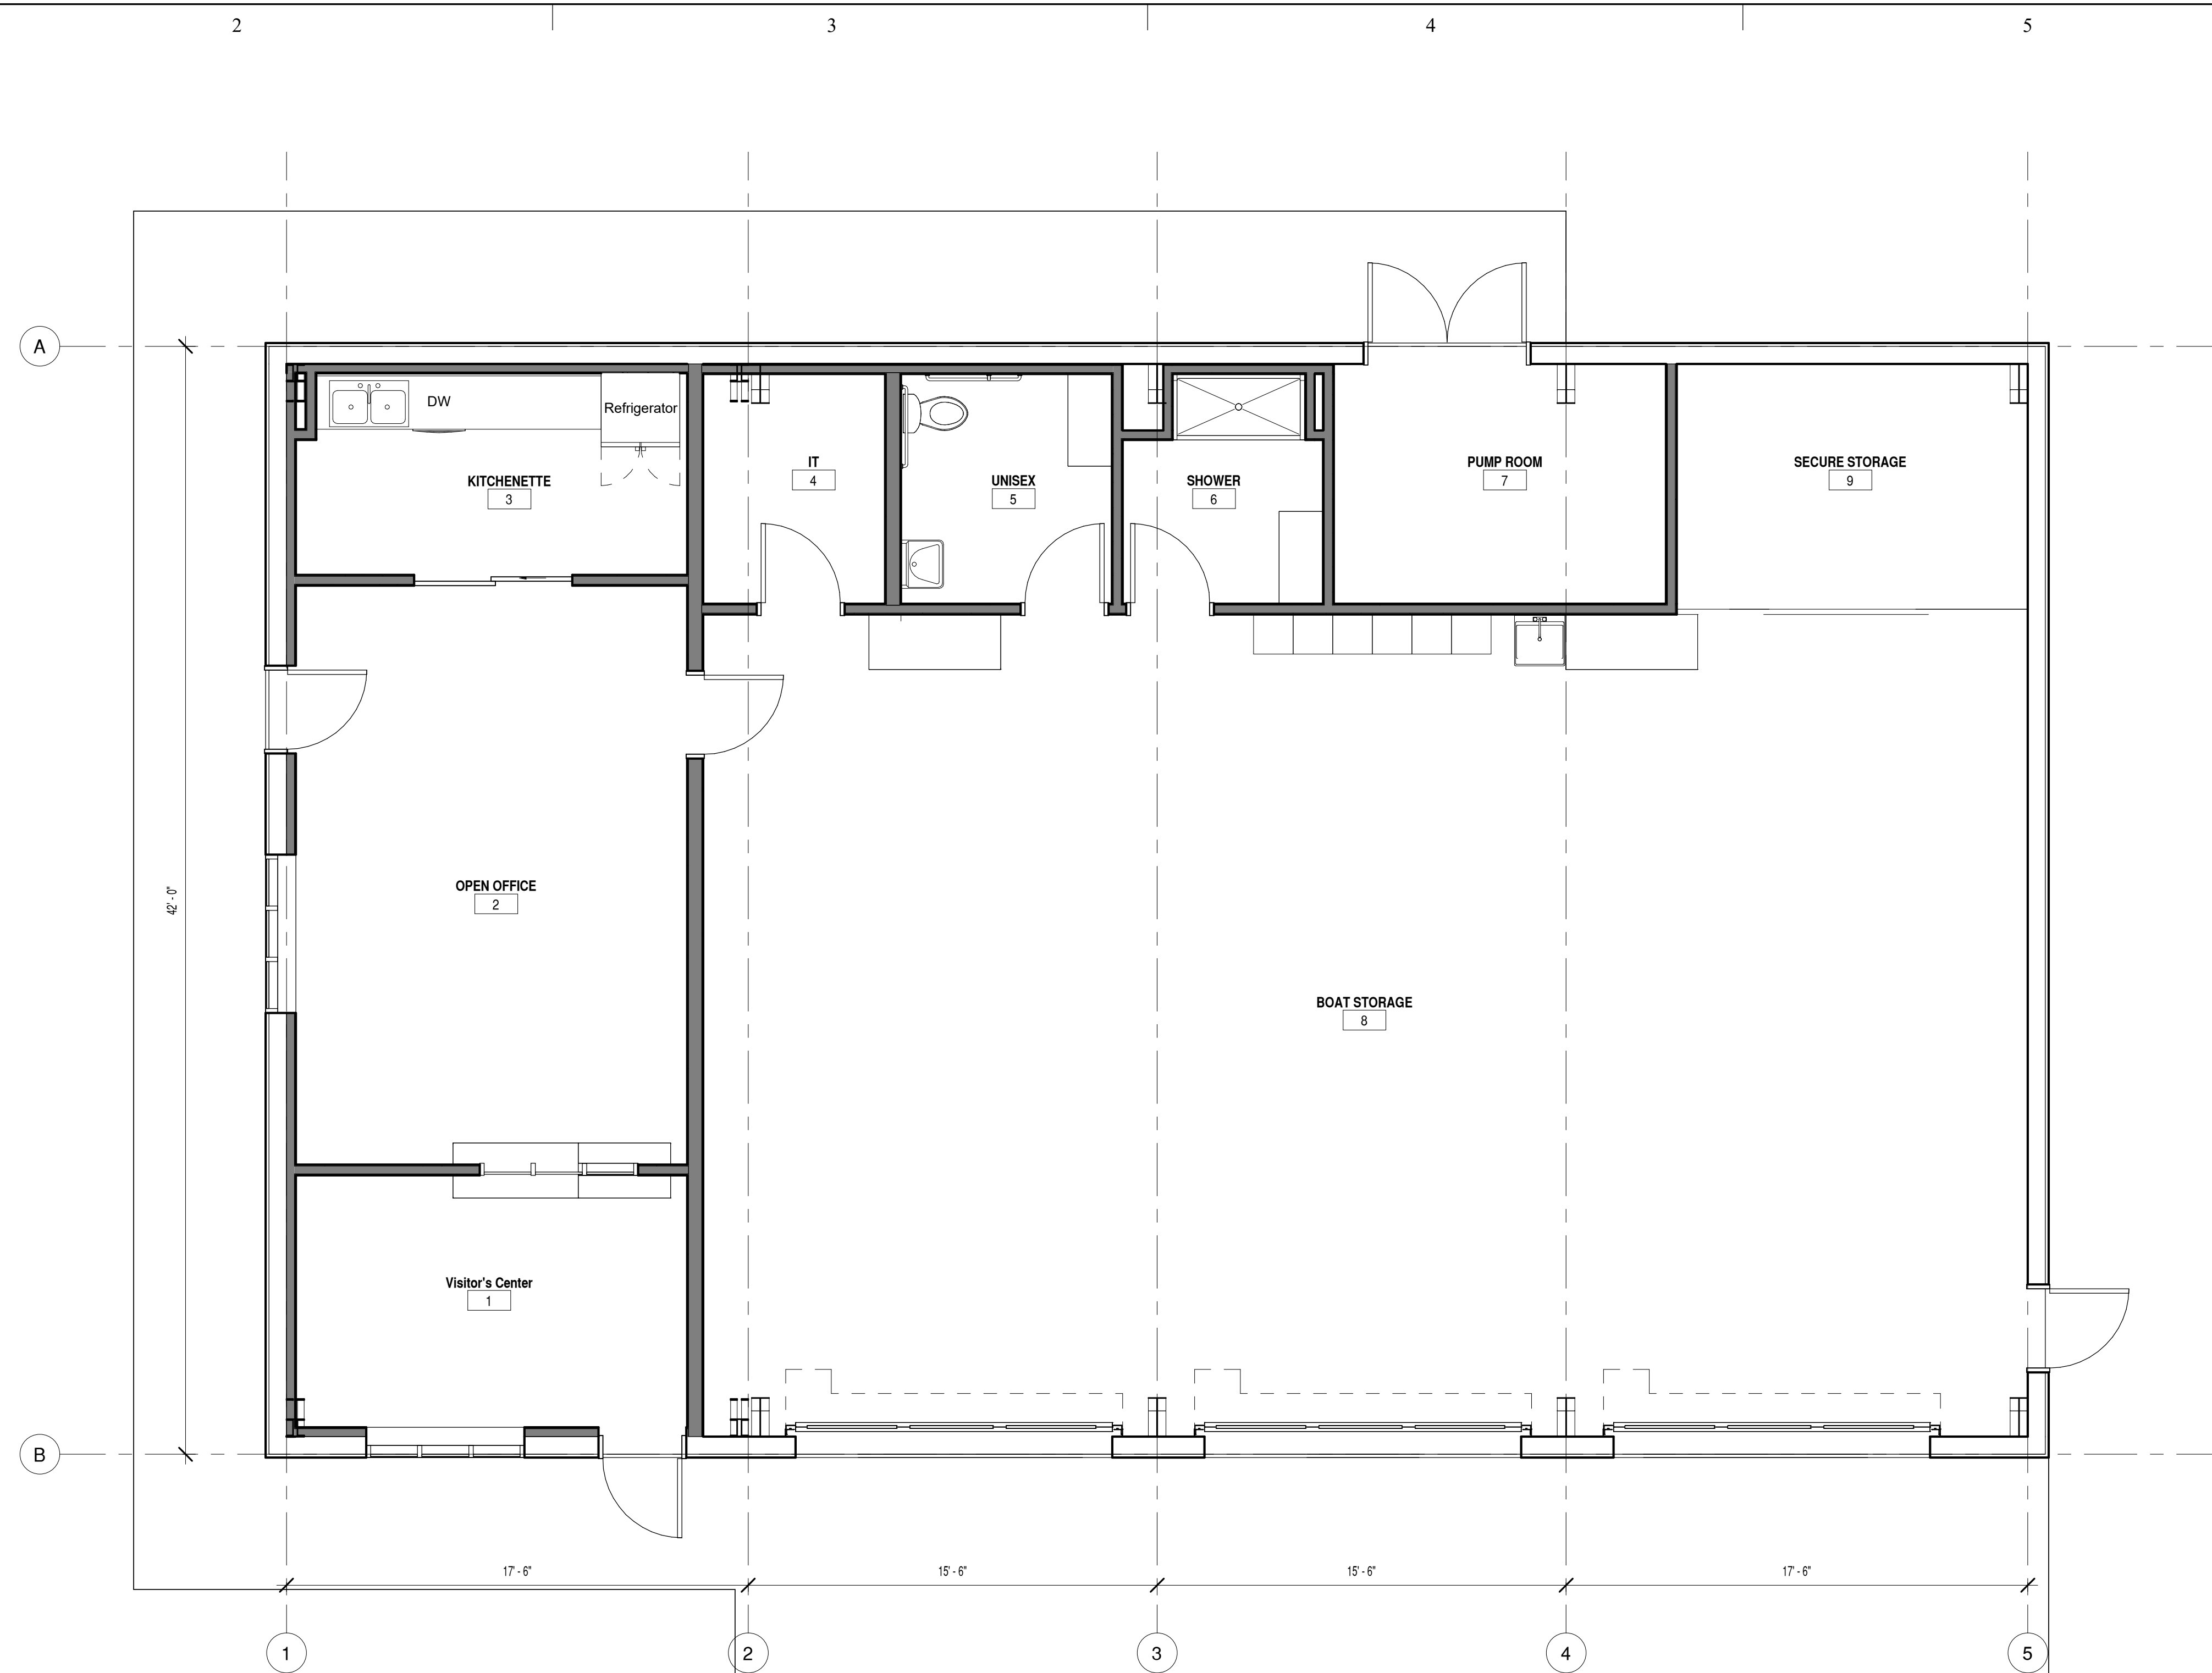 2 3 4 5
A
DW
Refrigerator
KITCHENETTE
3
IT
4
UNISEX
5
SHOWER
6
PUMP ROOM
7
SECURE STORAGE
9
42' - 0"
OPEN OFFICE
2
BOAT STORAGE
8
Visitor's Center
1
B
17' - 6" 15' - 6" 15' - 6" 17' - 6"
1 2 3 4 5